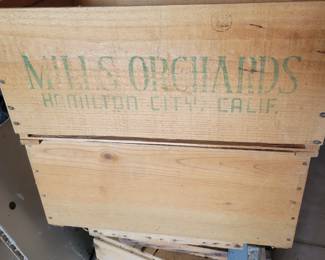 MILLS ORCHARDS
HAMILTON CITY, CALIF.